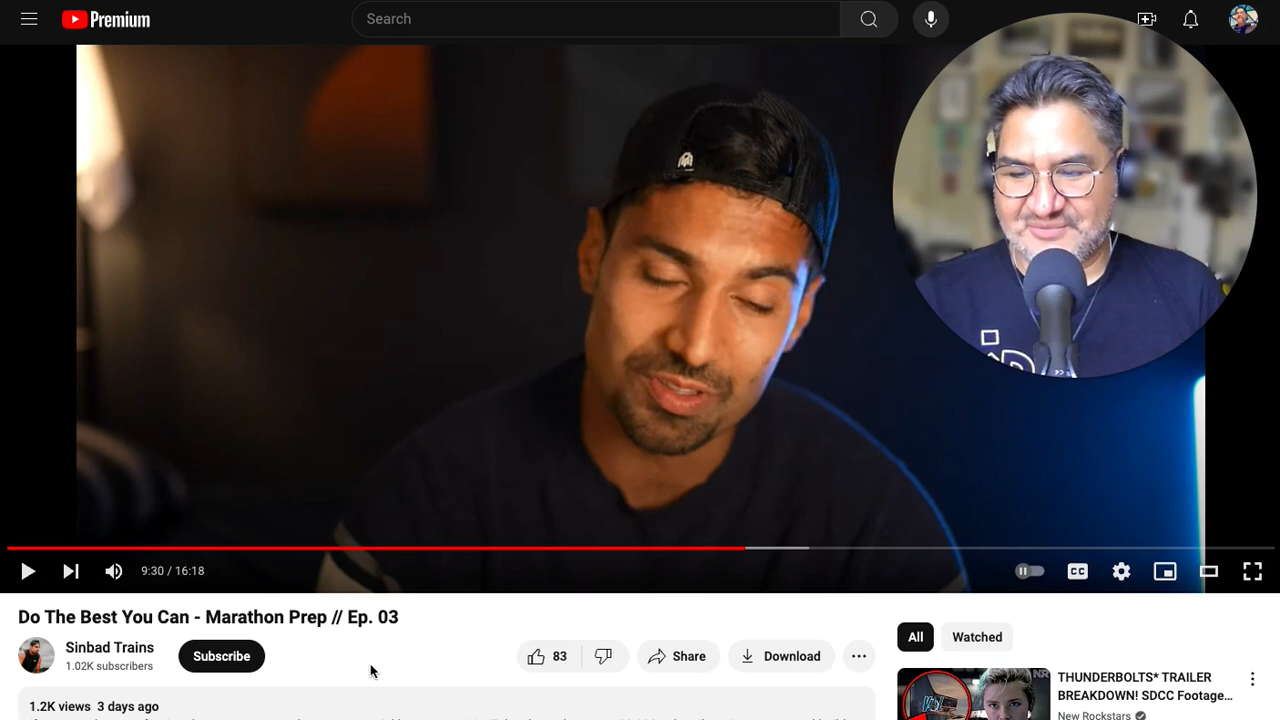 Premium
Search
9:30 / 16:18
CC
Do The Best You Can - Marathon Prep // Ep. 03
Sinbad Trains
1.02K subscribers
Subscribe
83
Share
Download
All
Watched
THUNDERBOLTS* TRAILER
BREAKDOWN! SDCC Footage...
New Rockstars
1.2K views 3 days ago